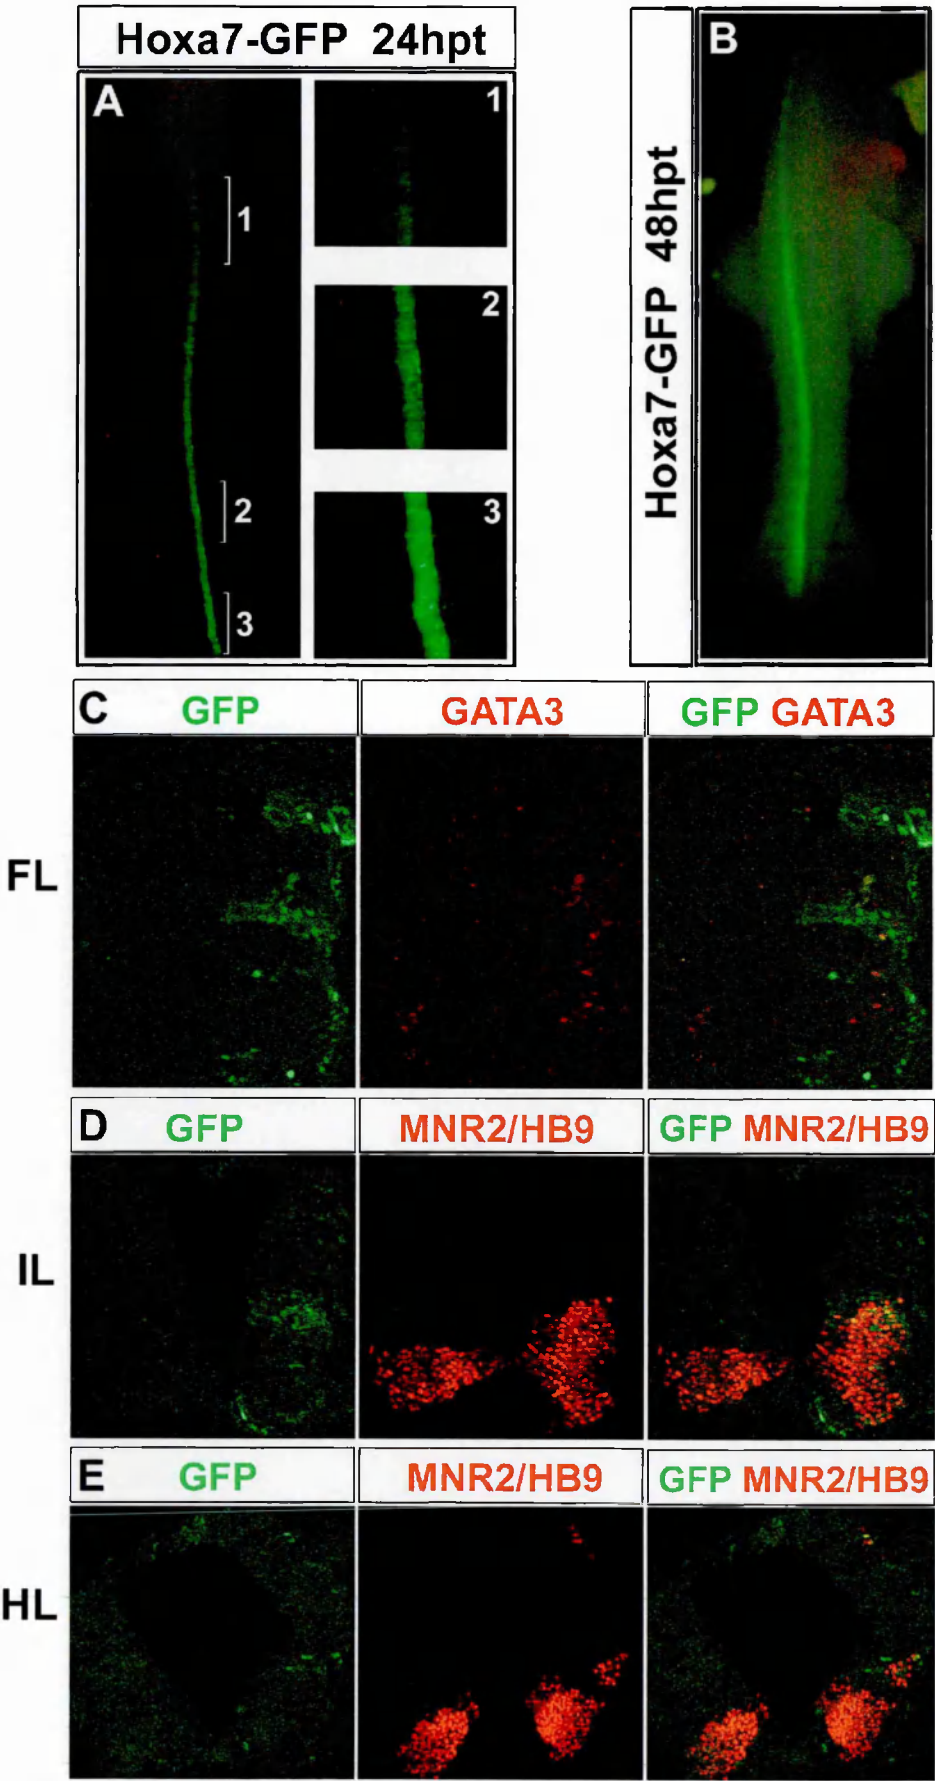 Hoxa7-GFP 24hpt
A
1
2
3
1
2
3
Hoxa7-GFP 48hpt
B
C GFP GATA3 GFP GATA3
FL
D GFP MNR2/HB9 GFP MNR2/HB9
IL
E GFP MNR2/HB9 GFP MNR2/HB9
HL